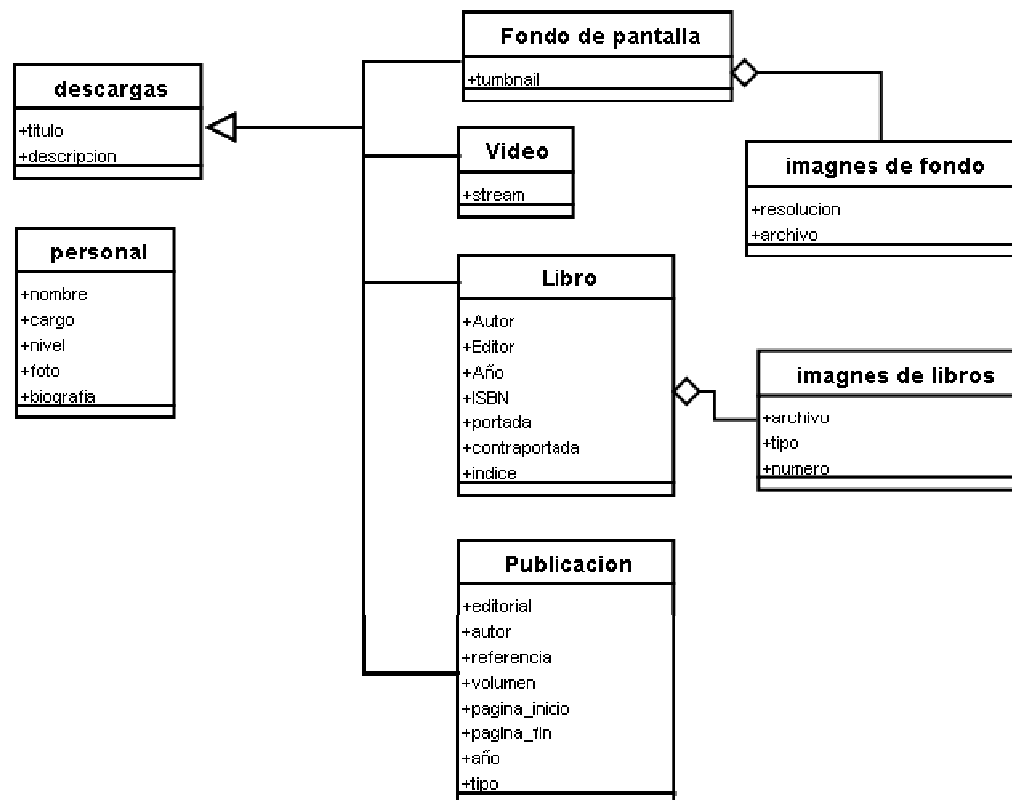 descargas
+titulo
+descripcion
personal
+nombre
+cargo
+nivel
+foto
+biografia
Fondo de pantalla
+tumbnail
Video
+stream
Libro
+Autor
+Editor
+Año
+ISBN
+portada
+contraportada
+indice
Publicacion
+editorial
+autor
+referencia
+volumen
+pagina_inicio
+pagina_fin
+año
+tipo
imagnes de fondo
+resolucion
+archivo
imagnes de libros
+archivo
+tipo
+numero